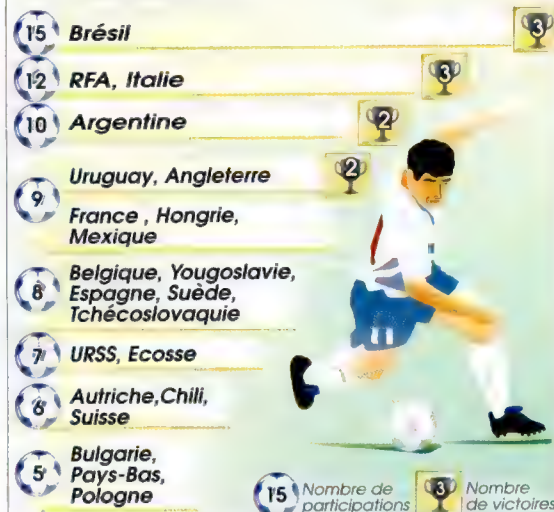 15 Brésil 3
12 RFA, Italie 3
10 Argentine 2
9 Uruguay, Angleterre 2
France , Hongrie,
Mexique
8 Belgique, Yougoslavie,
Espagne, Suède,
Tchécoslovaquie
7 URSS, Ecosse
6 Autriche,Chili,
Suisse
5 Bulgarie,
Pays-Bas,
Pologne
15 Nombre de participations
3 Nombre de victoires
11